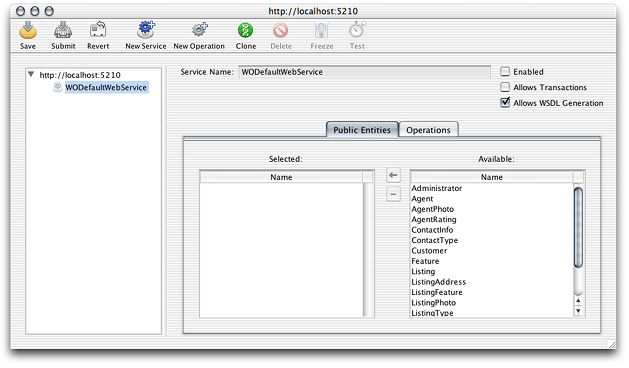 http://localhost:5210
Save Submit Revert New Service New Operation Clone Delete Freeze Test
http://localhost:5210
WODefaultWebService
Service Name: WODefaultWebService
Enabled
Allows Transactions
Allows WSDL Generation
Public Entities Operations
Selected: Available:
Name Name
Administrator
Agent
AgentPhoto
AgentRating
ContactInfo
ContactType
Customer
Feature
Listing
ListingAddress
ListingFeature
ListingPhoto
ListingType